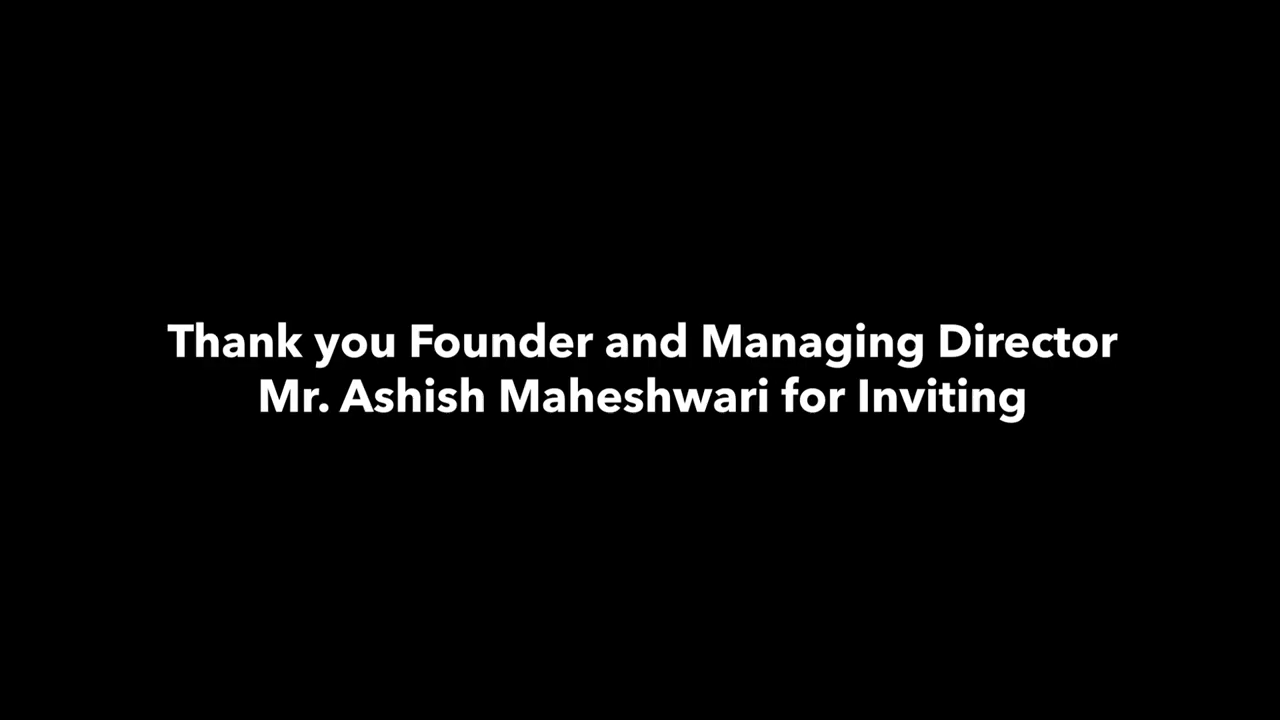 Thank you Founder and Managing Director
Mr. Ashish Maheshwari for Inviting